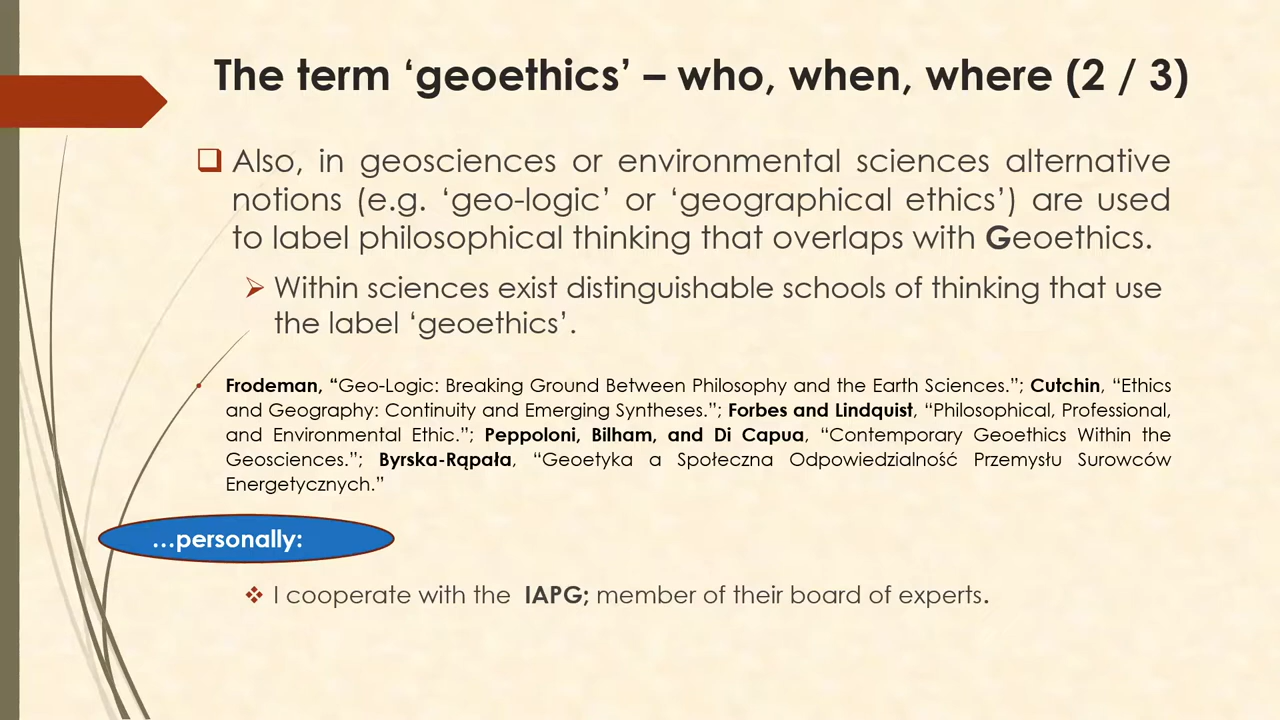 The term ‘geoethics’ – who, when, where (2 / 3)
Also, in geosciences or environmental sciences alternative
notions (e.g. ‘geo-logic’ or ‘geographical ethics’) are used
to label philosophical thinking that overlaps with Geoethics.
Within sciences exist distinguishable schools of thinking that use
the label ‘geoethics’.
Frodeman, “Geo-Logic: Breaking Ground Between Philosophy and the Earth Sciences.”; Cutchin, “Ethics
and Geography: Continuity and Emerging Syntheses.”; Forbes and Lindquist, “Philosophical, Professional,
and Environmental Ethic.”; Peppoloni, Bilham, and Di Capua, “Contemporary Geoethics Within the
Geosciences.”; Byrska-Rąpała, “Geoetyka a Społeczna Odpowiedzialność Przemysłu Surowców
Energetycznych.”
…personally:
I cooperate with the IAPG; member of their board of experts.